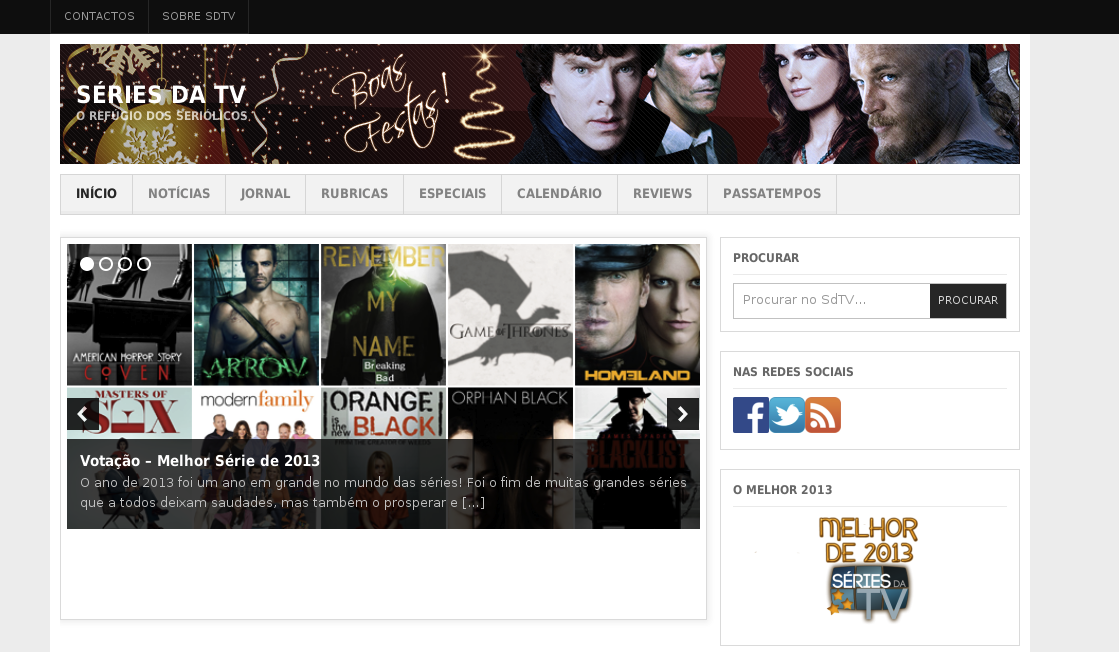 CONTACTOS
SOBRE SDTV
SÉRIES DA TV
O REFÚGIO DOS SERIÓLICOS
Boas
Festas!
INÍCIO
NOTÍCIAS
JORNAL
RUBRICAS
ESPECIAIS
CALENDÁRIO
REVIEWS
PASSATEMPOS
AMERICAN HORROR STORY
COVEN
ARROW
REMEMBER
MY
NAME
Breaking
Bad
GAME OF THRONES
HOMELAND
MASTERS OF
SEX
modern family
ORANGE
is the new
BLACK
ORPHAN BLACK
BLACKLIST
Votação – Melhor Série de 2013
O ano de 2013 foi um ano em grande no mundo das séries! Foi o fim de muitas grandes séries
que a todos deixam saudades, mas também o prosperar e [...]
PROCURAR
Procurar no SdTV...
PROCURAR
NAS REDES SOCIAIS
O MELHOR 2013
MELHOR
DE 2013
SÉRIES DA
TV